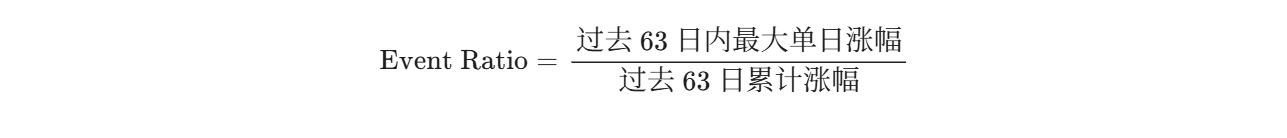 Event Ratio = 过去 63 日内最大单日涨幅
过去 63 日累计涨幅